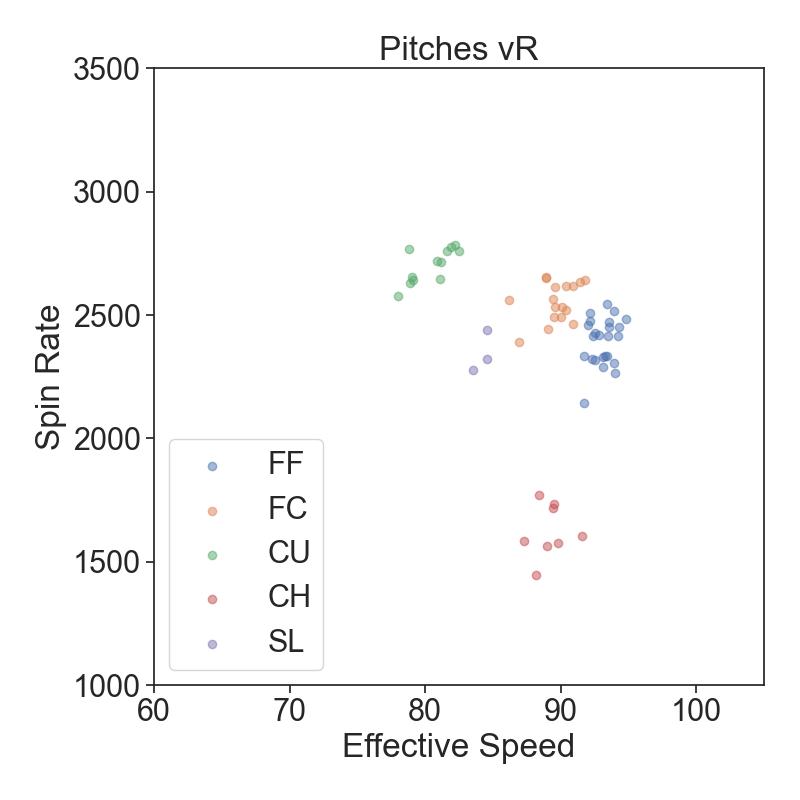 Pitches vR
3500
3000
2500
2000
1500
1000
Spin Rate
FF
FC
CU
CH
SL
60 70 80 90 100
Effective Speed